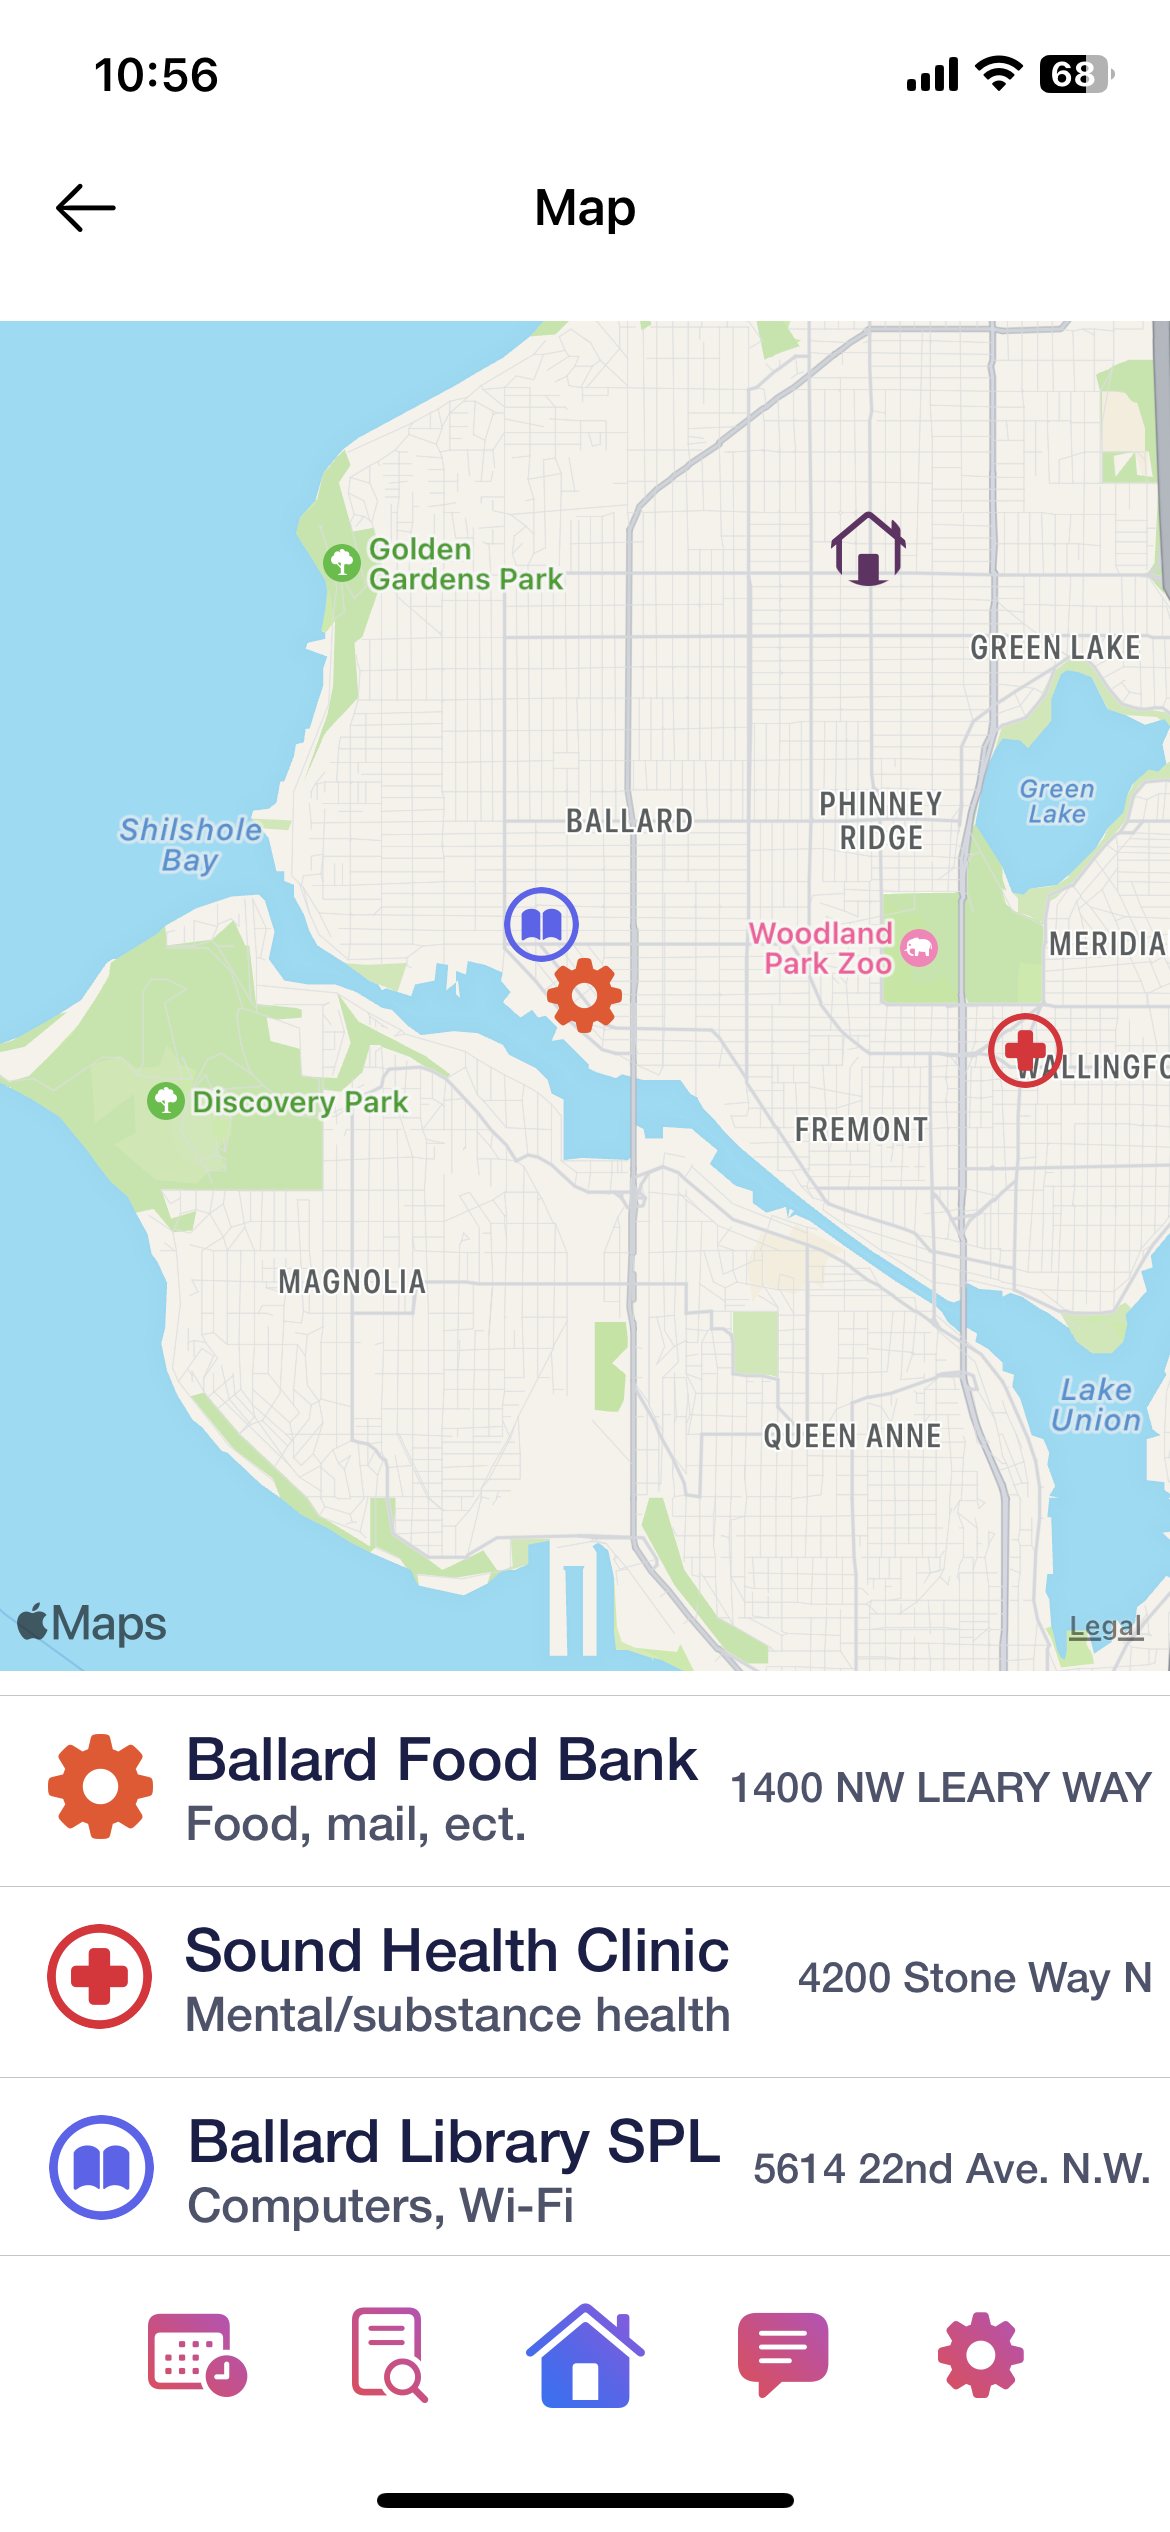 10:56
68
Map
Golden
Gardens Park
GREEN LAKE
Green
Lake
PHINNEY
RIDGE
BALLARD
Shilshole
Bay
Woodland
Park Zoo
MERIDIA
WALLINGFO
Discovery Park
FREMONT
MAGNOLIA
Lake
Union
QUEEN ANNE
Maps
Legal
Ballard Food Bank
Food, mail, ect.
1400 NW LEARY WAY
Sound Health Clinic
Mental/substance health
4200 Stone Way N
Ballard Library SPL
Computers, Wi-Fi
5614 22nd Ave. N.W.